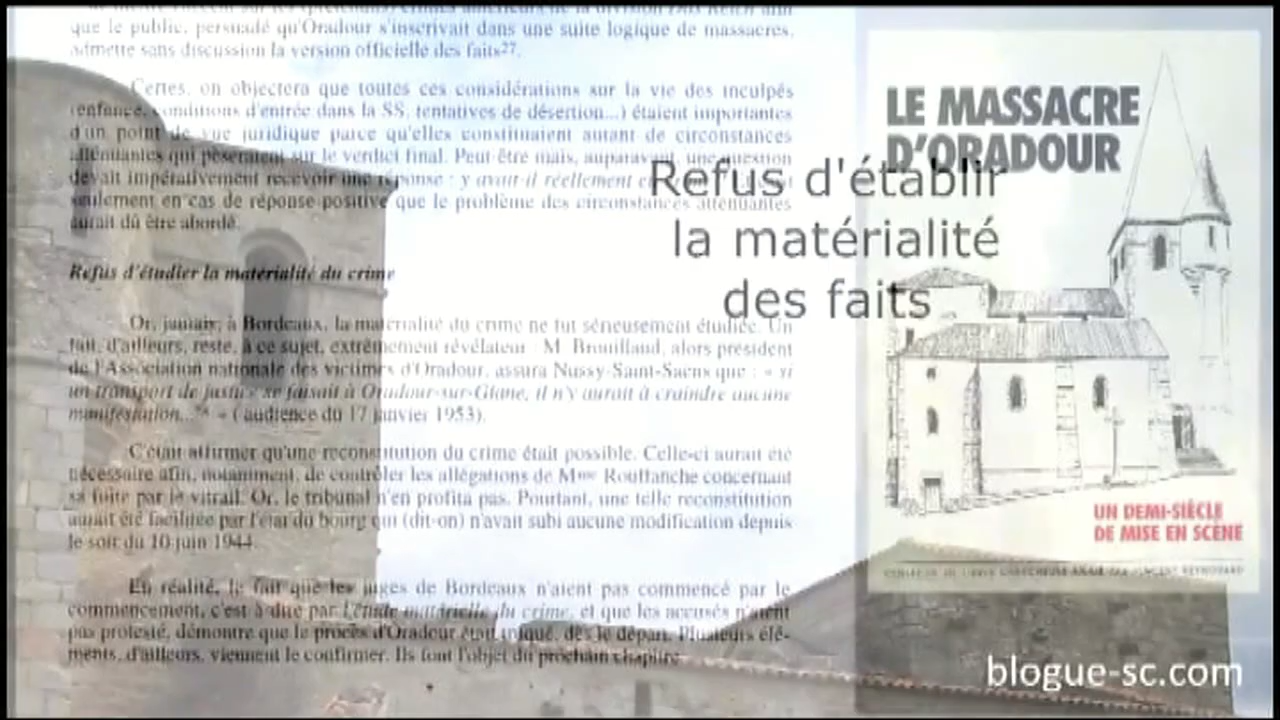 que le public, persuadé qu'Oradour s'inscrivait dans une suite logique de massacres,
admette sans discussion la version officielle des faits27.
Certes, on objectera que toutes ces considérations sur la vie des inculpés
(enfance, conditions d'entrée dans la SS, tentatives de désertion...) étaient importantes
d'un point de vue juridique parce qu'elles constituaient autant de circonstances
atténuantes qui pèseraient sur le verdict final. Peut-être mais, auparavant, une question
devait impérativement recevoir une réponse : y avait-il réellement
seulement en cas de réponse positive que le problème des circonstances atténuantes
aurait dû être abordé.
Refus d'étudier la matérialité du crime
Or, jamais, à Bordeaux, la matérialité du crime ne fut sérieusement étudiée. Un
fait, d'ailleurs, reste, à ce sujet, extrêmement révélateur : M. Brouillaud, alors président
de l'Association nationale des victimes d'Oradour, assura Nussy-Saint-Saëns que : « si
un transport de justice se faisait à Oradour-sur-Glane, il n'y aurait à craindre aucune
manifestation... » ( audience du 17 janvier 1953).
C'était affirmer qu'une reconstitution du crime était possible. Celle-ci aurait été
nécessaire afin, notamment, de contrôler les allégations de Mme Rouffanche concernant
sa fuite par le vitrail. Or, le tribunal n'en profita pas. Pourtant, une telle reconstitution
aurait été facilitée par l'état du bourg qui (dit-on) n'avait subi aucune modification depuis
le soir du 10 juin 1944.
En réalité, le fait que les juges de Bordeaux n'aient pas commencé par le
commencement, c'est-à-dire par l'étude matérielle du crime, et que les accusés n'aient
pas protesté, démontre que le procès d'Oradour était truqué, dès le départ. Plusieurs élé-
ments, d'ailleurs, viennent le confirmer. Ils font l'objet du prochain chapitre.
Refus d'établir
la matérialité
des faits
LE MASSACRE
D'ORADOUR
UN DEMI-SIÈCLE
DE MISE EN SCÈNE
blogue-sc.com